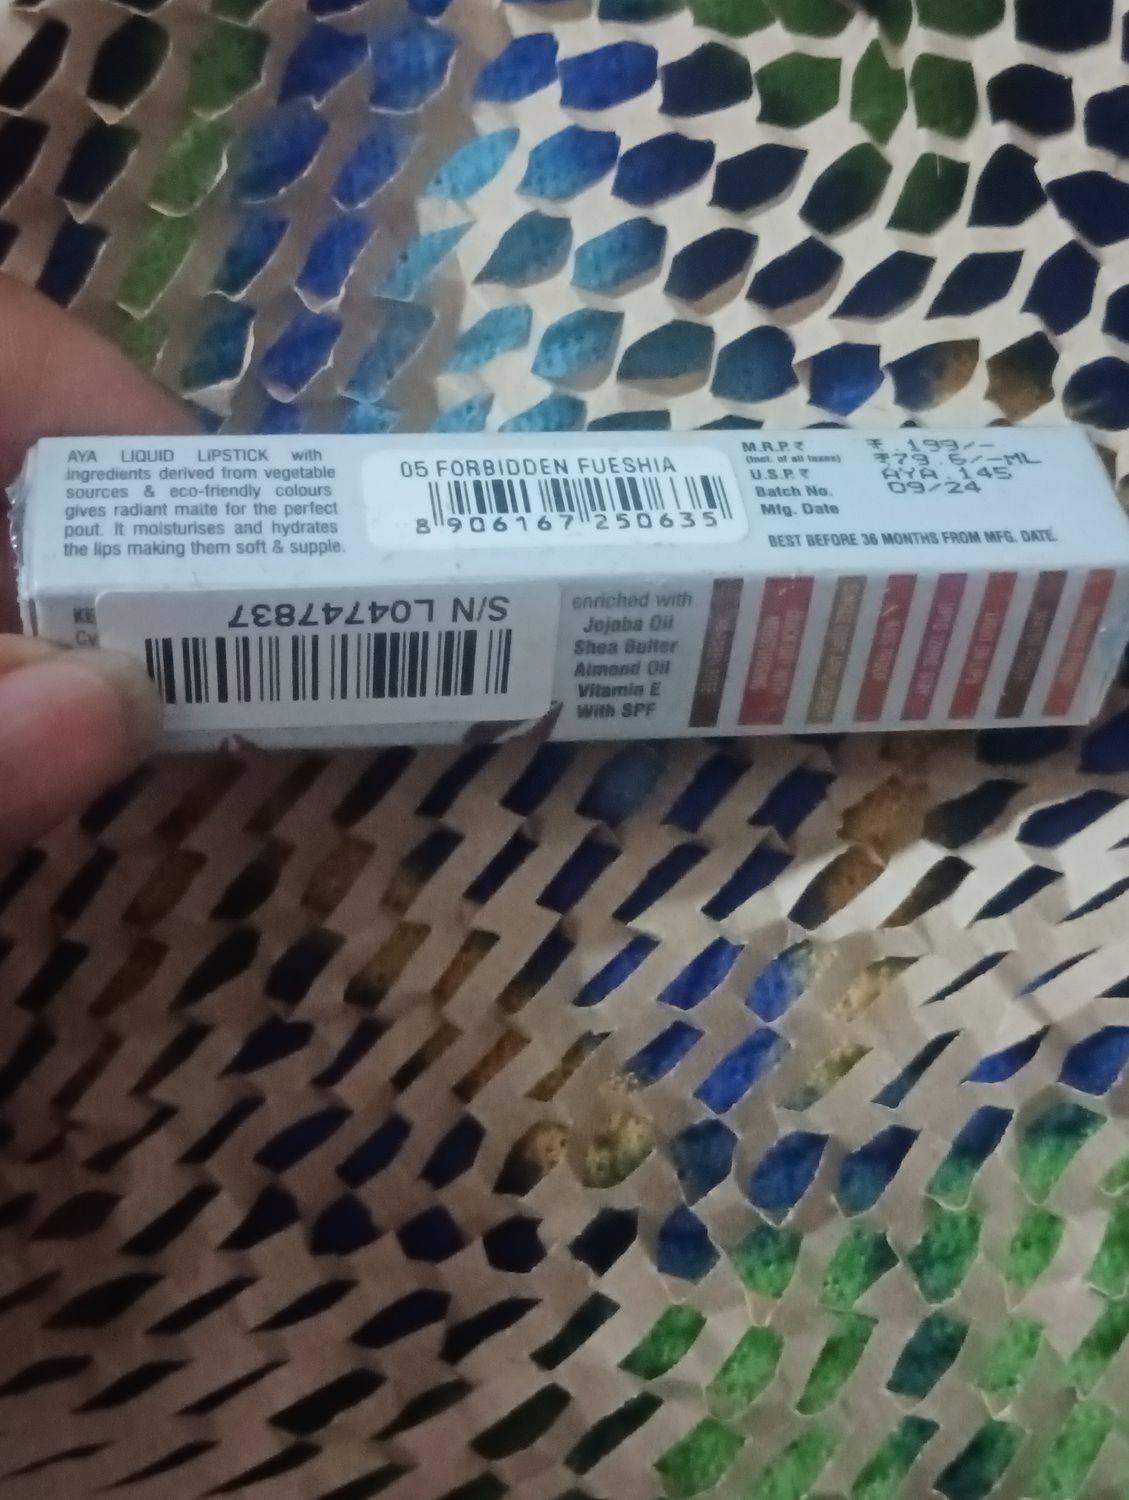 AYA LIQUID LIPSTICK with
ingredients derived from vegetable
sources & eco-friendly colours
gives radiant matte for the perfect
pout. It moisturises and hydrates
the lips making them soft & supple.
05 FORBIDDEN FUESHIA
8 906167 250635
M.R.P.₹ ₹.199/-
(Incl. of all taxes)
U.S.P.₹ ₹79.6/-ML
Batch No. AYA.145
Mfg. Date 09/24
BEST BEFORE 36 MONTHS FROM MFG. DATE.
KE
Cy
S/N L04747837
enriched with
Jojoba Oil
Shea Butter
Almond Oil
Vitamin E
With SPF